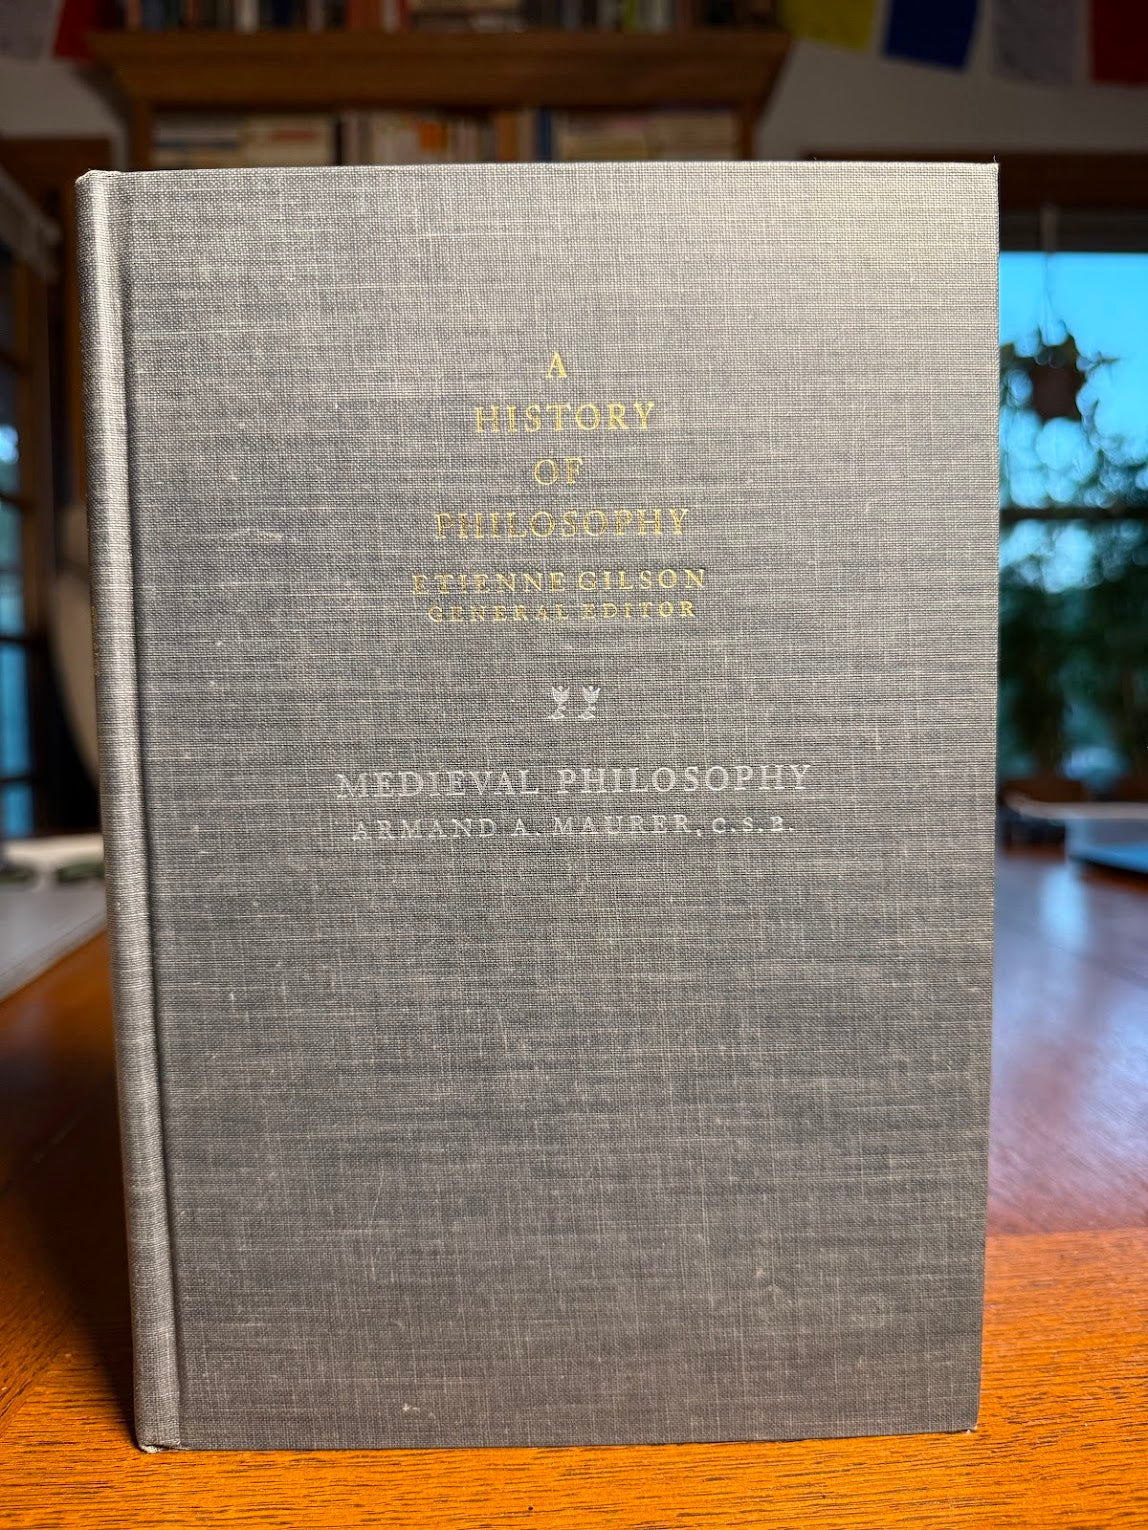 A
HISTORY
OF
PHILOSOPHY
ETIENNE GILSON
GENERAL EDITOR
MEDIEVAL PHILOSOPHY
ARMAND A. MAURER, C.S.B.